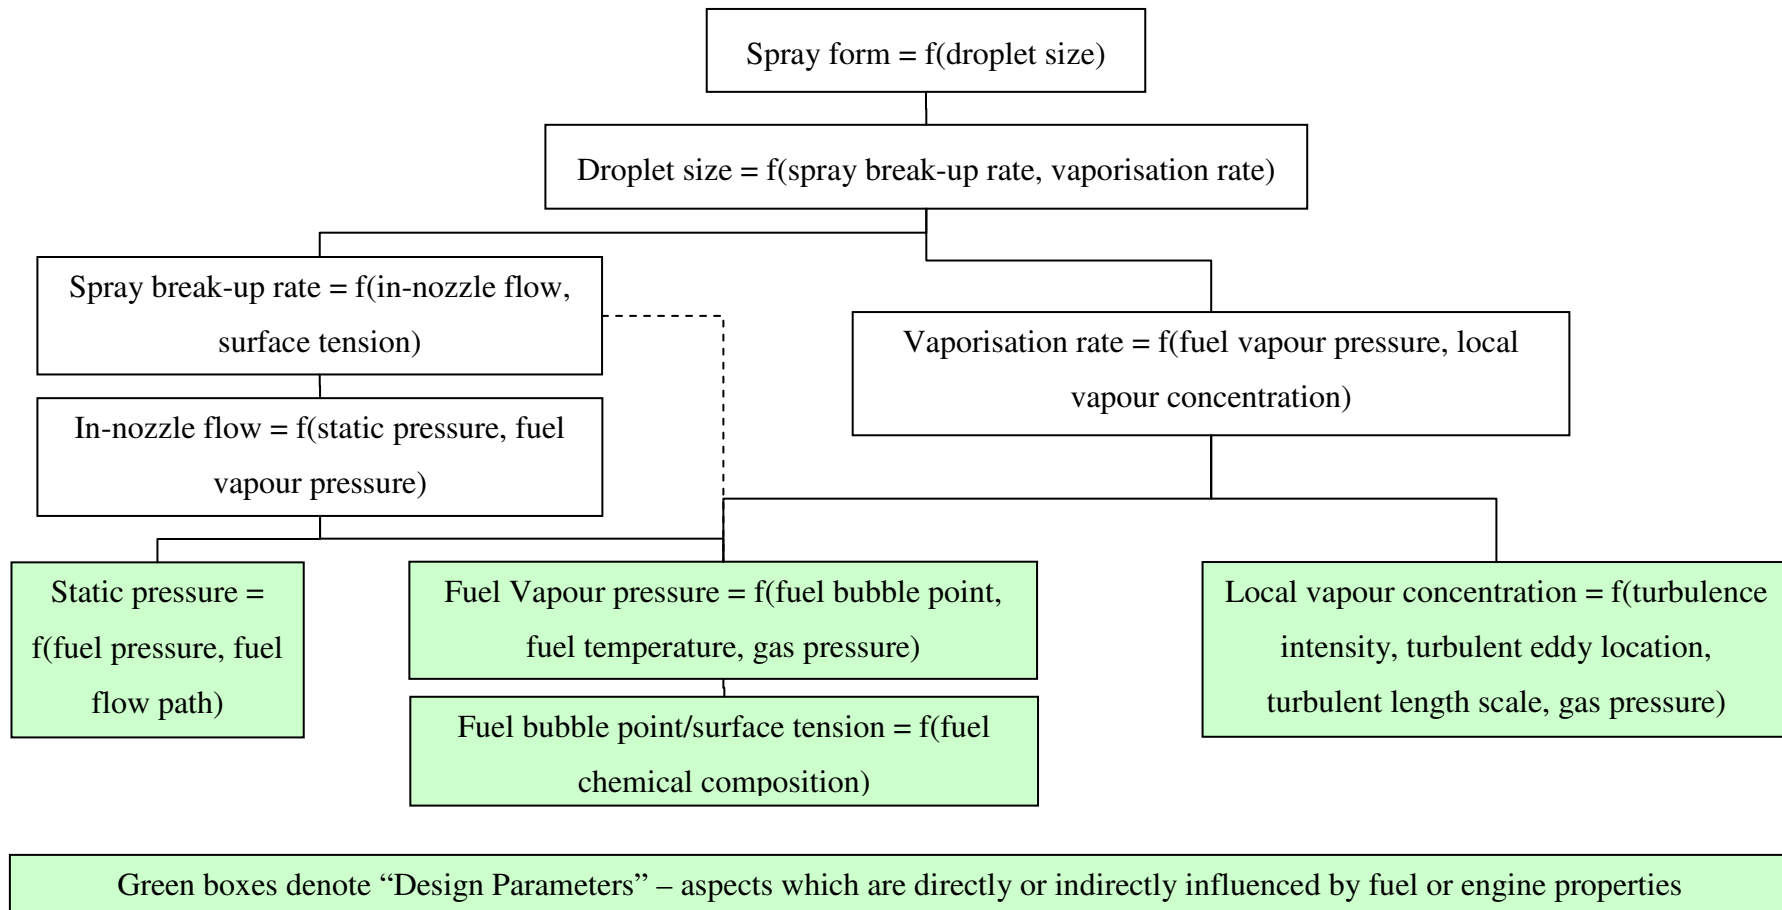 Spray form = f(droplet size)
Droplet size = f(spray break-up rate, vaporisation rate)
Spray break-up rate = f(in-nozzle flow,
surface tension)
Vaporisation rate = f(fuel vapour pressure, local
vapour concentration)
In-nozzle flow = f(static pressure, fuel
vapour pressure)
Static pressure =
f(fuel pressure, fuel
flow path)
Fuel Vapour pressure = f(fuel bubble point,
fuel temperature, gas pressure)
Fuel bubble point/surface tension = f(fuel
chemical composition)
Local vapour concentration = f(turbulence
intensity, turbulent eddy location,
turbulent length scale, gas pressure)
Green boxes denote “Design Parameters” – aspects which are directly or indirectly influenced by fuel or engine properties